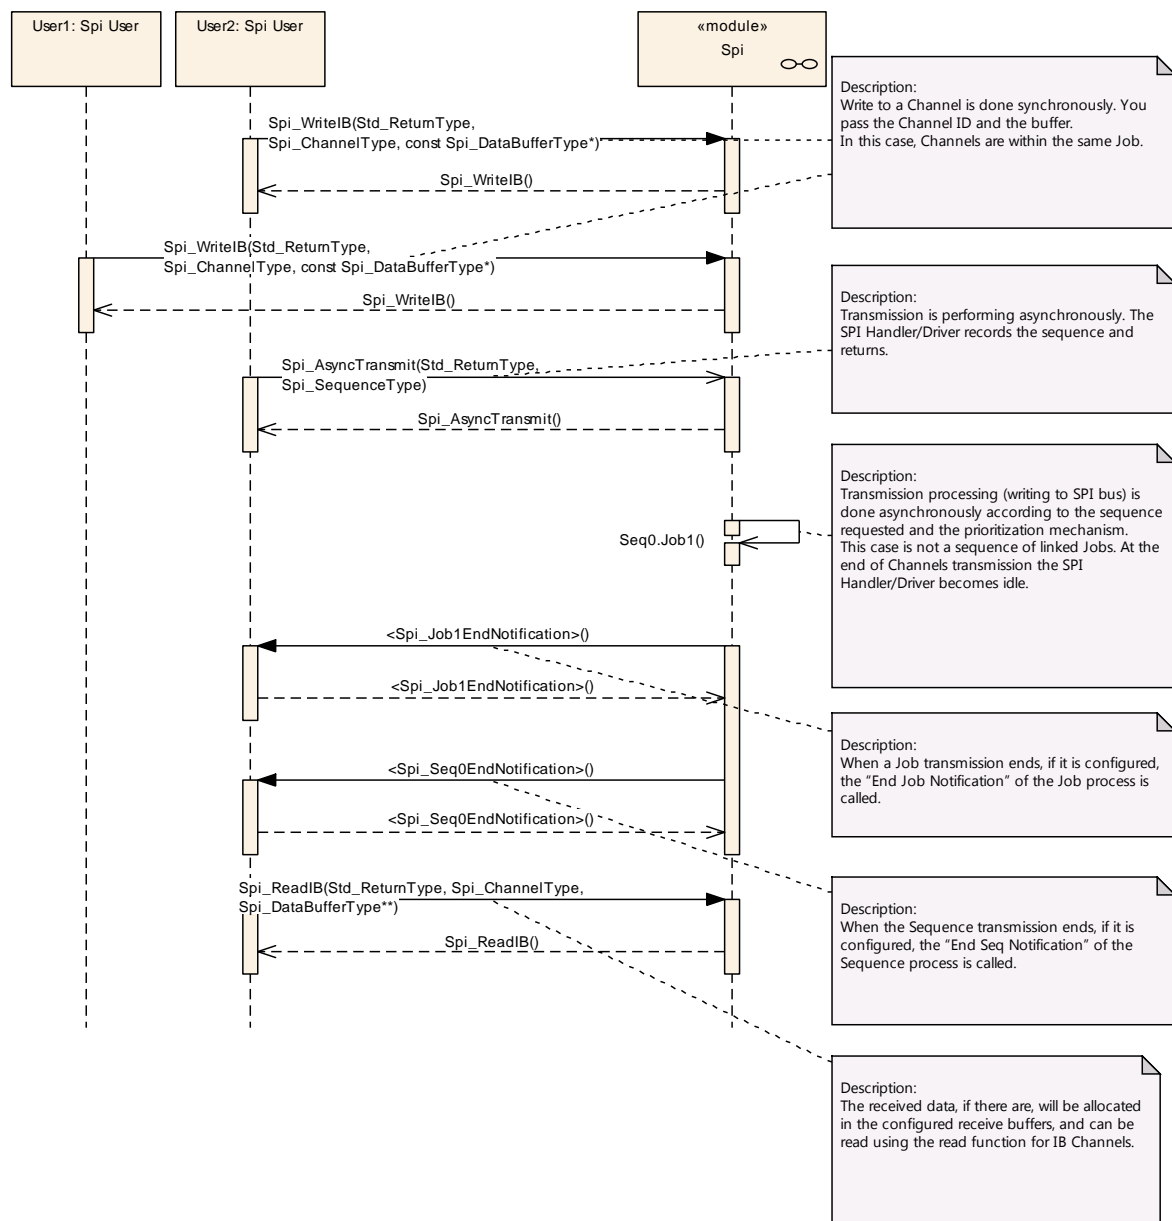 User1: Spi User
User2: Spi User
«module»
Spi
Description:
Write to a Channel is done synchronously. You
pass the Channel ID and the buffer.
In this case, Channels are within the same Job.
Spi_WriteIB(Std_ReturnType,
Spi_ChannelType, const Spi_DataBufferType*)
Spi_WriteIB()
Spi_WriteIB(Std_ReturnType,
Spi_ChannelType, const Spi_DataBufferType*)
Spi_WriteIB()
Description:
Transmission is performing asynchronously. The
SPI Handler/Driver records the sequence and
returns.
Spi_AsyncTransmit(Std_ReturnType,
Spi_SequenceType)
Spi_AsyncTransmit()
Description:
Transmission processing (writing to SPI bus) is
done asynchronously according to the sequence
requested and the prioritization mechanism.
This case is not a sequence of linked Jobs. At the
end of Channels transmission the SPI
Handler/Driver becomes idle.
Seq0.Job1()
<Spi_Job1EndNotification>()
<Spi_Job1EndNotification>()
Description:
When a Job transmission ends, if it is configured,
the “End Job Notification” of the Job process is
called.
<Spi_Seq0EndNotification>()
<Spi_Seq0EndNotification>()
Spi_ReadIB(Std_ReturnType, Spi_ChannelType,
Spi_DataBufferType**)
Spi_ReadIB()
Description:
When the Sequence transmission ends, if it is
configured, the “End Seq Notification” of the
Sequence process is called.
Description:
The received data, if there are, will be allocated
in the configured receive buffers, and can be
read using the read function for IB Channels.